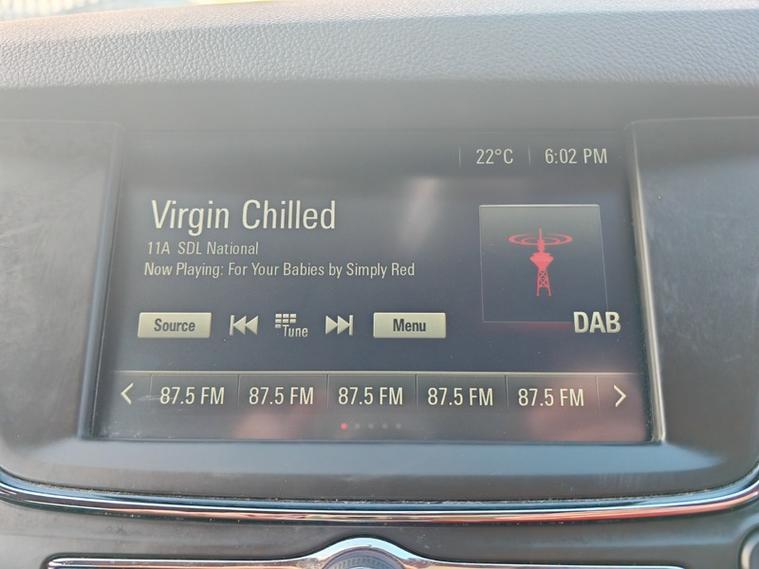 22°C 6:02 PM
Virgin Chilled
11A SDL National
Now Playing: For Your Babies by Simply Red
Source Tune Menu
DAB
87.5 FM 87.5 FM 87.5 FM 87.5 FM 87.5 FM